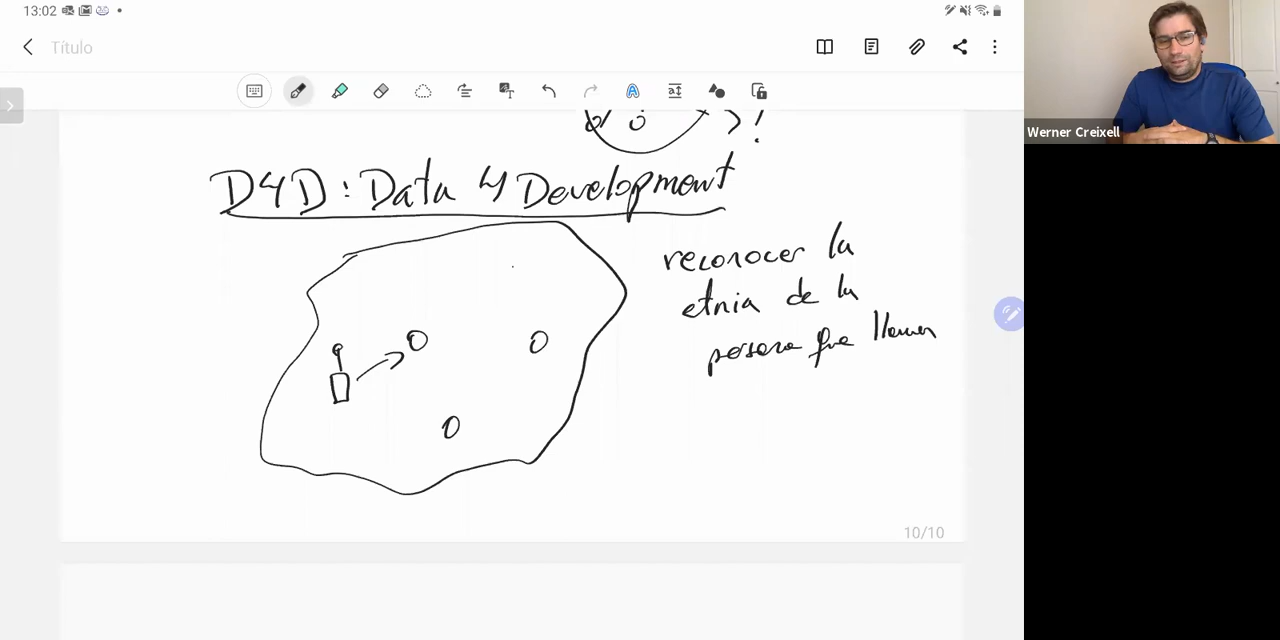 13:02
Título
Werner Creixell
D4D: Data 4 Development
reconocer la
etnia de la
persona que llaman
10/10